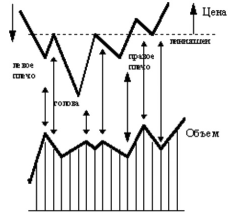 Цена
линия шеи
левое
плечо
правое
плечо
голова
Объем